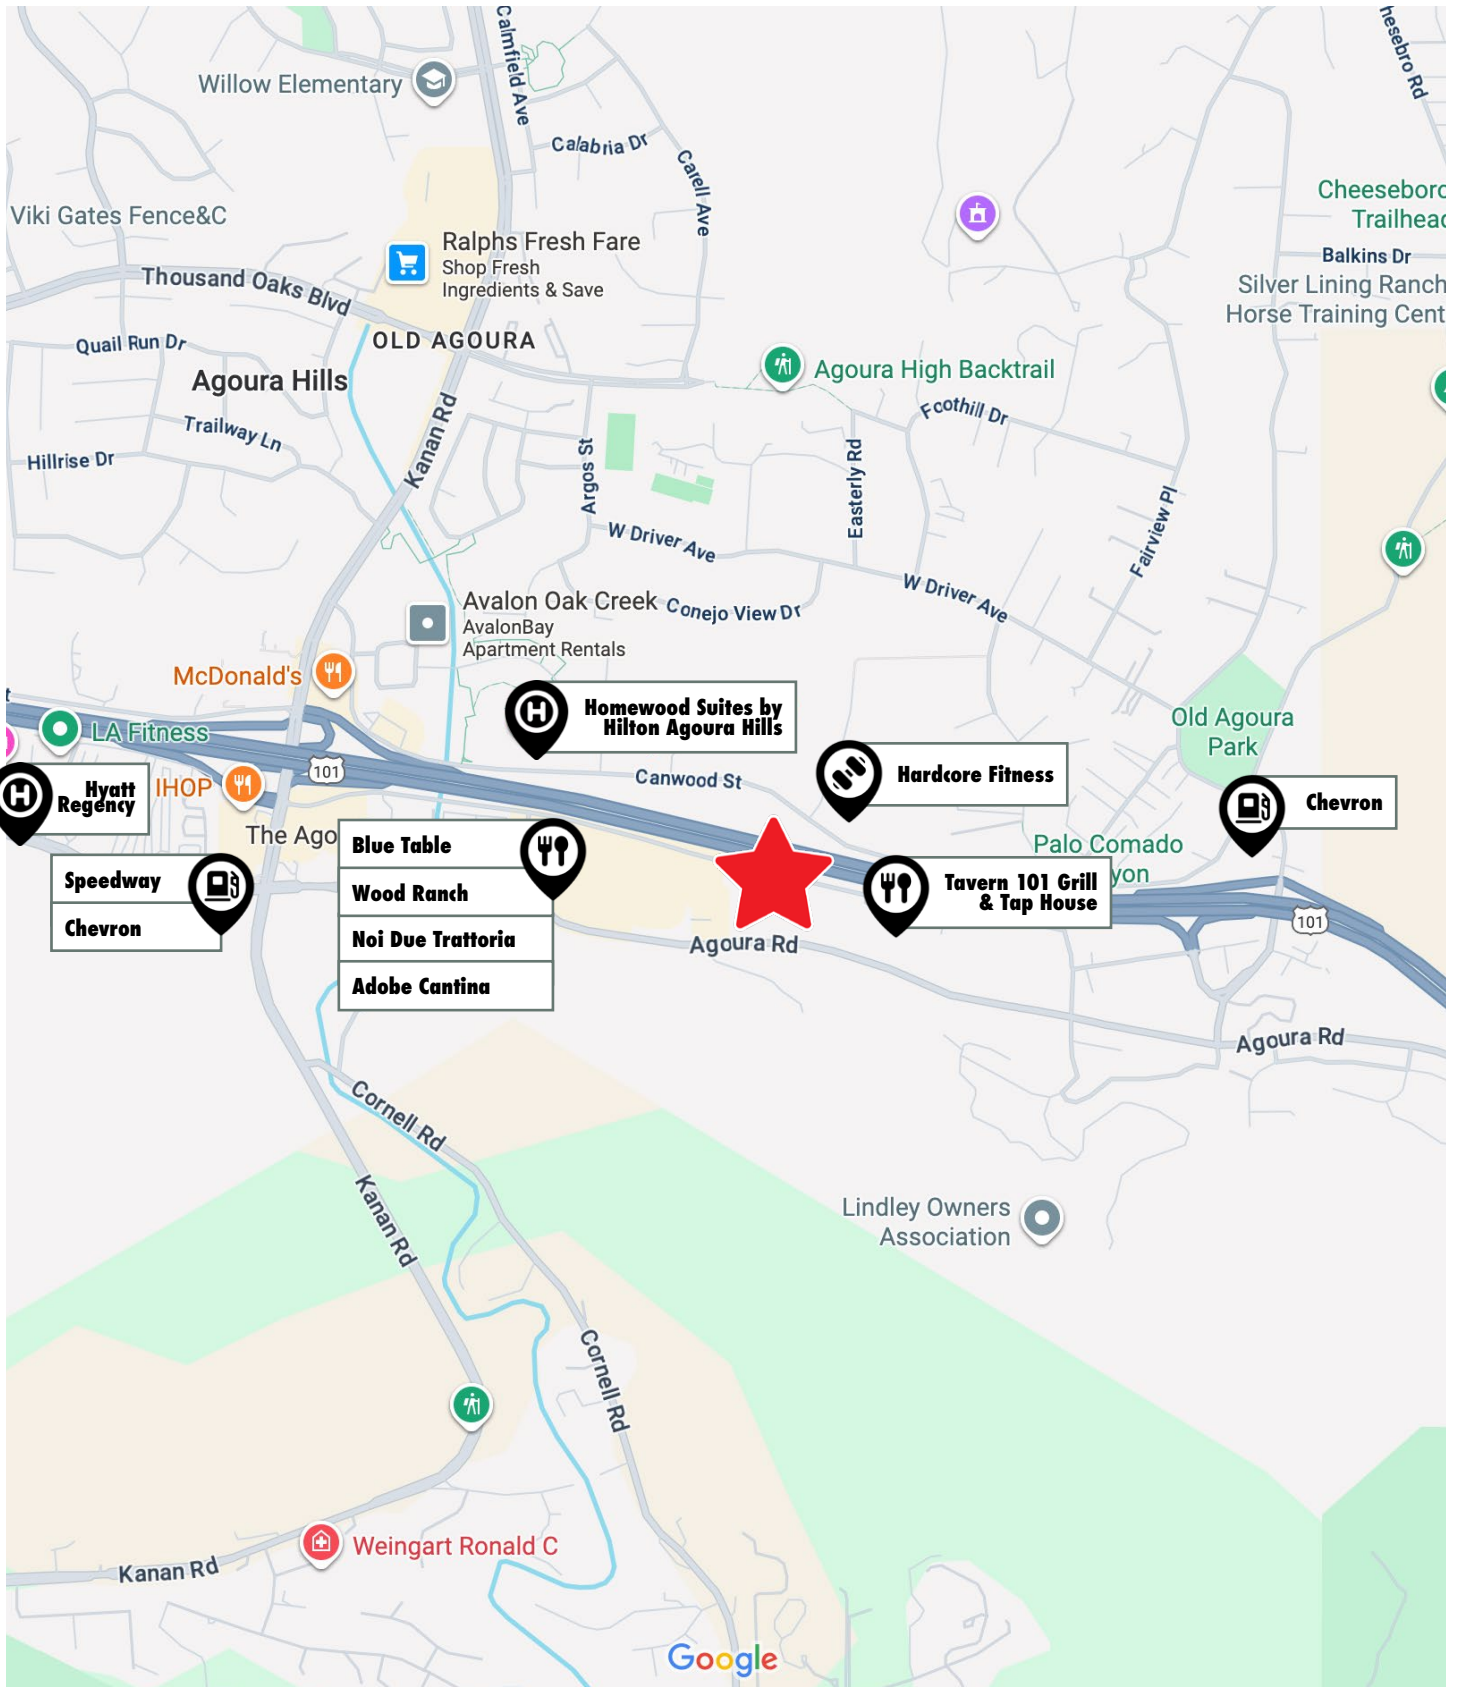 Calmfield Ave
hesebro Rd
Willow Elementary
Calabria Dr
Carell Ave
Cheeseboro
Trailhead
Viki Gates Fence&C
Ralphs Fresh Fare
Shop Fresh
Ingredients & Save
Balkins Dr
Silver Lining Ranch
Horse Training Cent
Thousand Oaks Blvd
Quail Run Dr
OLD AGOURA
Agoura Hills
Agoura High Backtrail
Foothill Dr
Kanan Rd
Trailway Ln
Hillrise Dr
Argos St
Easterly Rd
Fairview Pl
W Driver Ave
W Driver Ave
Avalon Oak Creek
AvalonBay
Apartment Rentals
Conejo View Dr
McDonald's
Homewood Suites by
Hilton Agoura Hills
Old Agoura
Park
LA Fitness
101
Canwood St
Hardcore Fitness
Hyatt
Regency
IHOP
Chevron
The Ago
Blue Table
Wood Ranch
Noi Due Trattoria
Adobe Cantina
Palo Comado
yon
Speedway
Chevron
Tavern 101 Grill
& Tap House
101
Agoura Rd
Agoura Rd
Cornell Rd
Kanan Rd
Lindley Owners
Association
Cornell Rd
Weingart Ronald C
Kanan Rd
Google